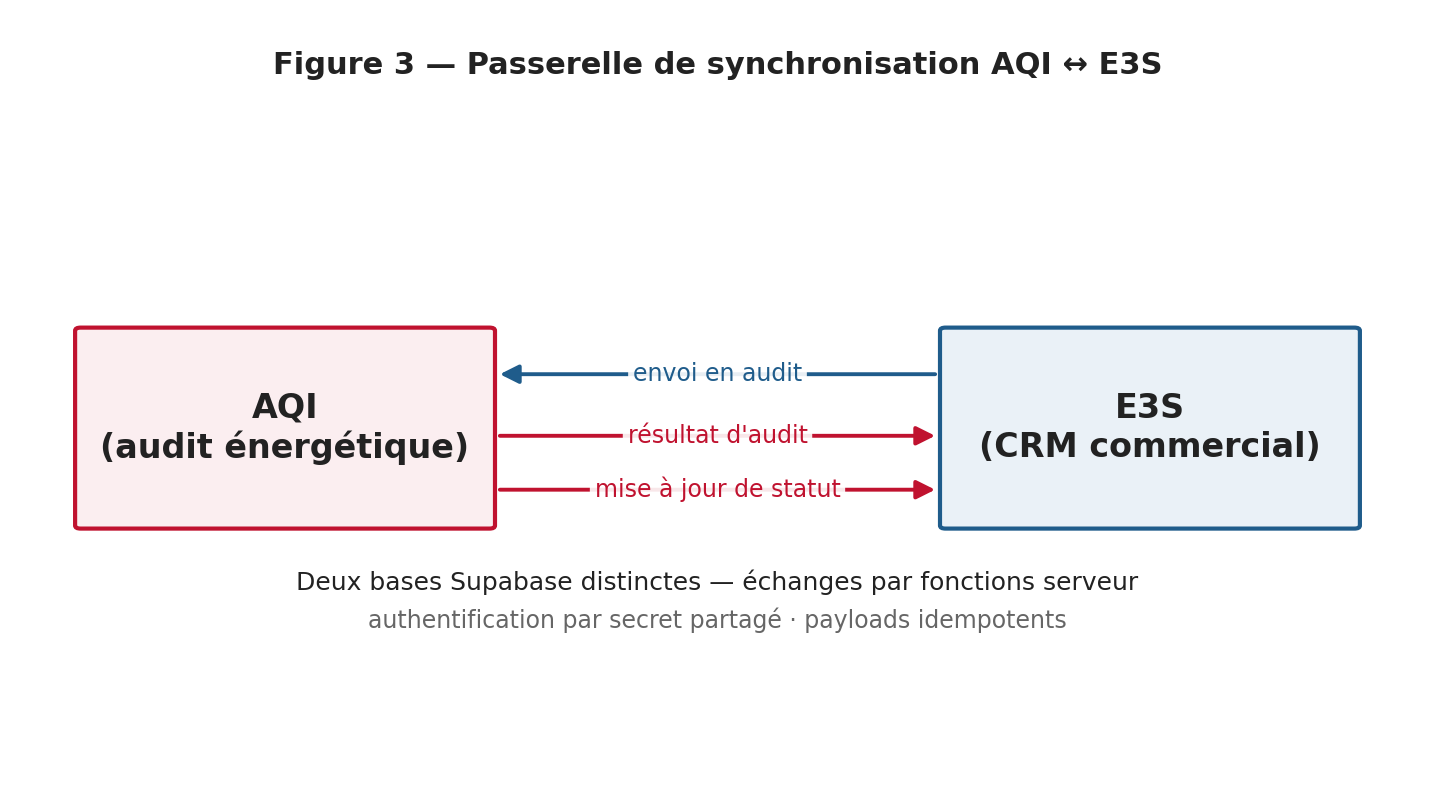 Figure 3 — Passerelle de synchronisation AQI ↔ E3S
AQI
(audit énergétique)
envoi en audit
résultat d'audit
mise à jour de statut
E3S
(CRM commercial)
Deux bases Supabase distinctes — échanges par fonctions serveur
authentification par secret partagé · payloads idempotents